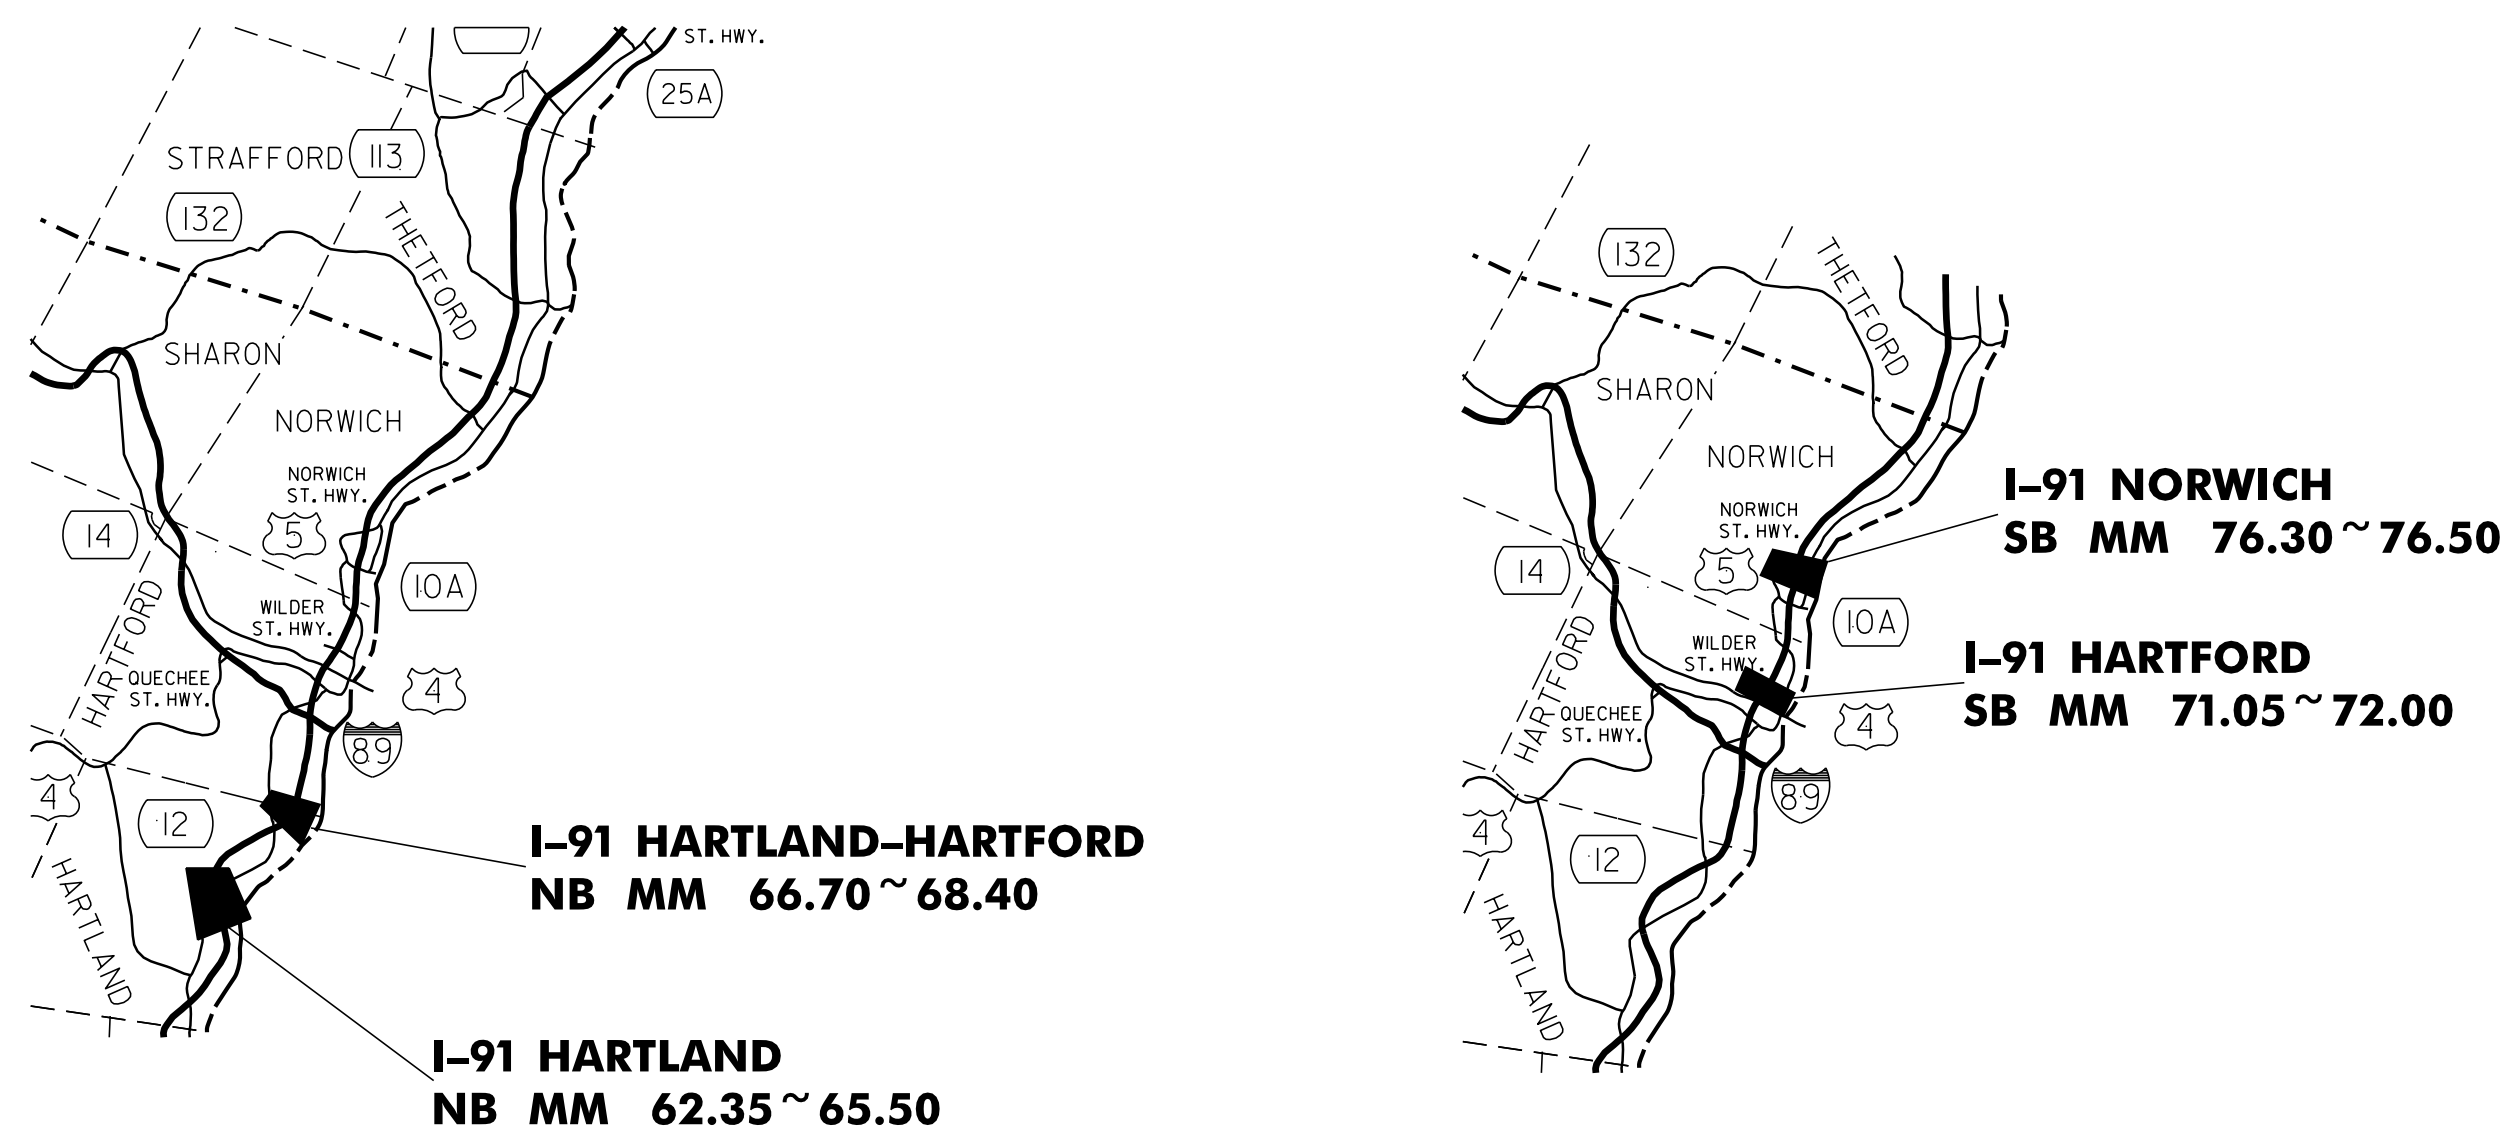 ST. HWY.
25A
STRAFFORD
113
132
THETFORD
SHARON
NORWICH
NORWICH
ST. HWY.
5
14
10A
WILDER
ST. HWY.
HARTFORD
QUECHEE
ST. HWY.
4
89
4
12
HARTLAND
I-91 HARTLAND-HARTFORD
NB MM 66.70~68.40
I-91 HARTLAND
NB MM 62.35~65.50
132
THETFORD
SHARON
NORWICH
I-91 NORWICH
SB MM 76.30~76.50
NORWICH
ST. HWY.
5
14
10A
WILDER
ST. HWY.
I-91 HARTFORD
SB MM 71.05~72.00
HARTFORD
QUECHEE
ST. HWY.
4
89
4
12
HARTLAND